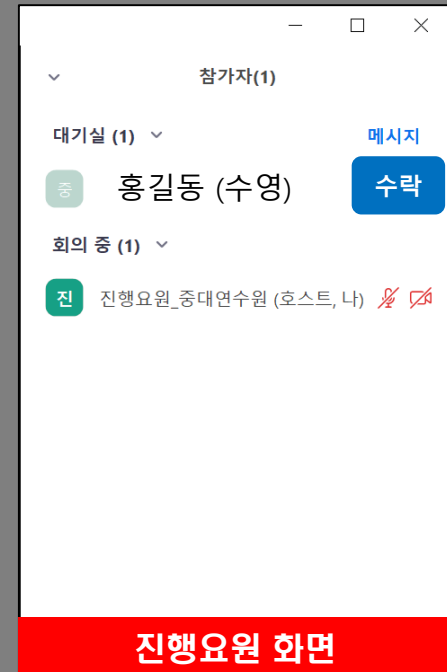 참가자(1)
대기실 (1) 메시지
중 홍길동 (수영) 수락
회의 중 (1)
진 진행요원_중대연수원 (호스트, 나)
진행요원 화면